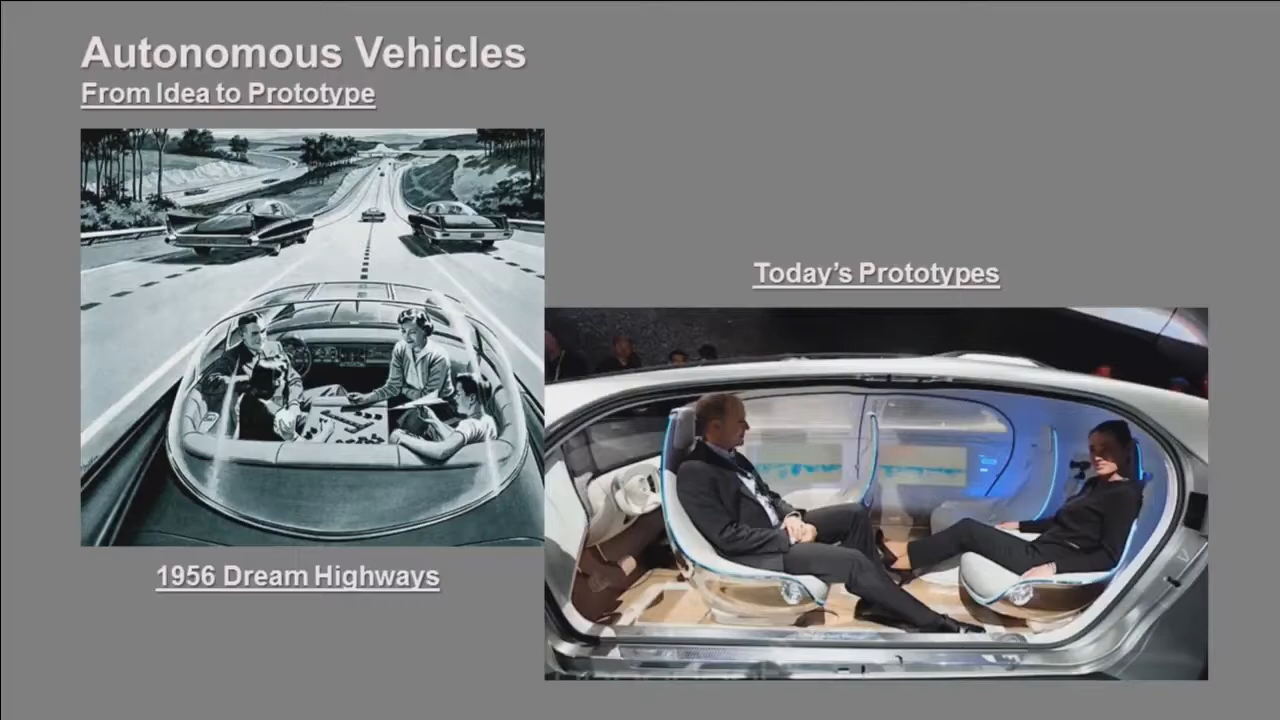 Autonomous Vehicles
From Idea to Prototype
Today's Prototypes
1956 Dream Highways